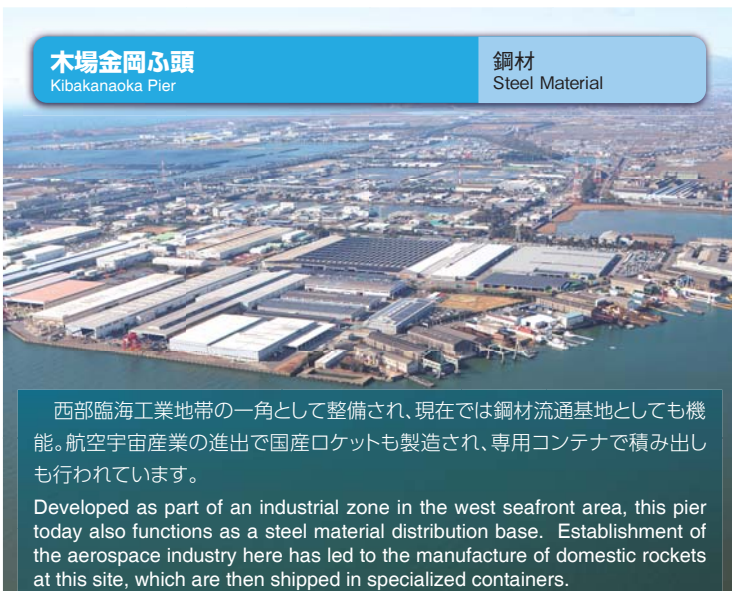 木場金岡ふ頭
Kibakanaoka Pier
鋼材
Steel Material
西部臨海工業地帯の一角として整備され、現在では鋼材流通基地としても機
能。航空宇宙産業の進出で国産ロケットも製造され、専用コンテナで積み出し
も行われています。
Developed as part of an industrial zone in the west seafront area, this pier
today also functions as a steel material distribution base.  Establishment of
the aerospace industry here has led to the manufacture of domestic rockets
at this site, which are then shipped in specialized containers.